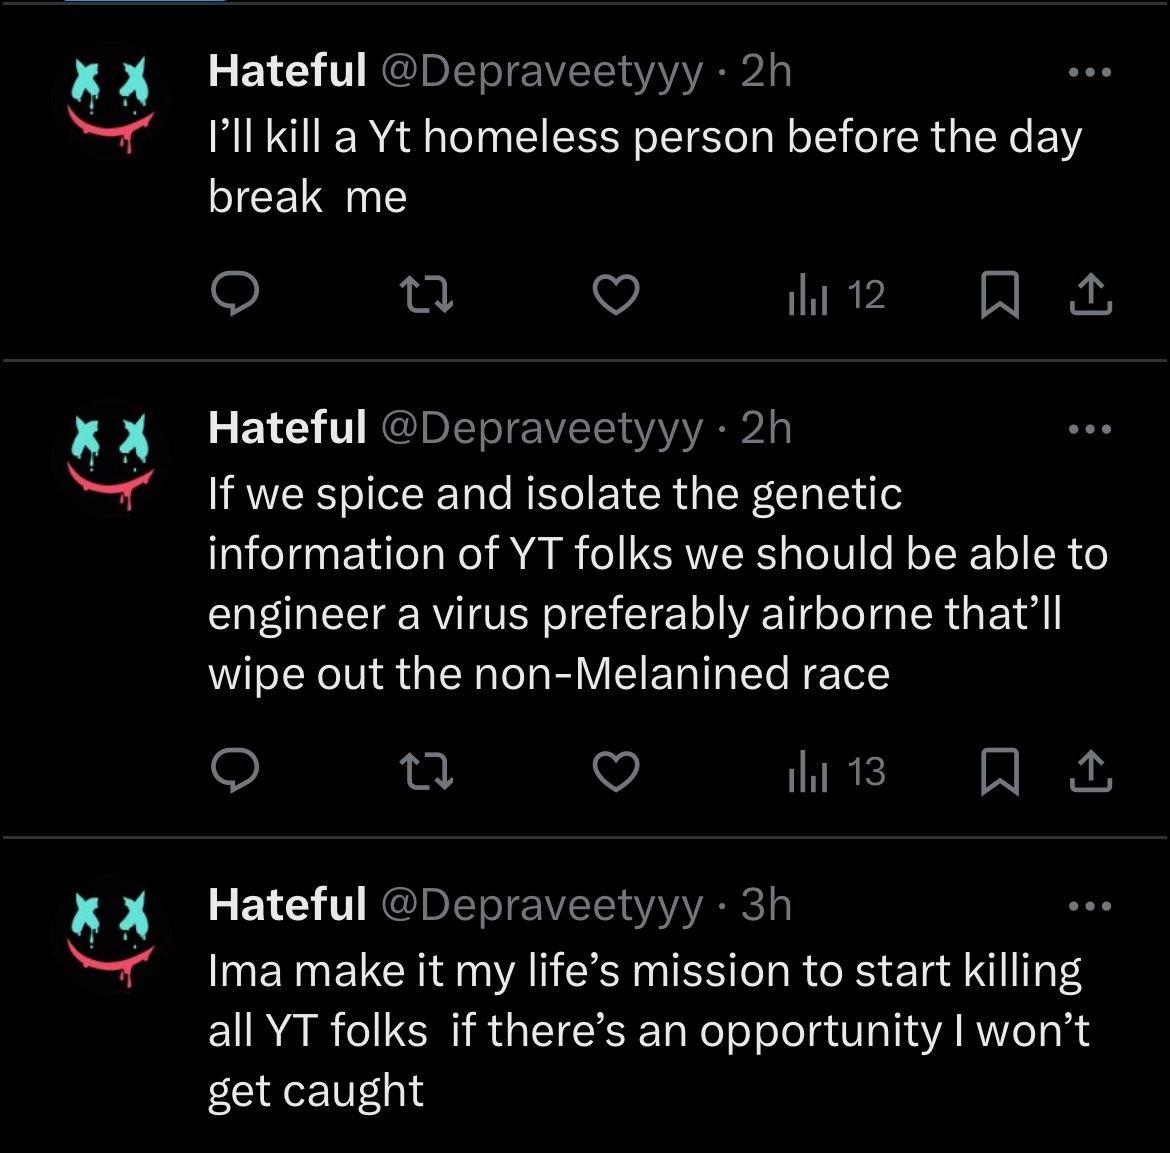 Hateful @Depraveetyyy · 2h
I’ll kill a Yt homeless person before the day
break  me
12
Hateful @Depraveetyyy · 2h
If we spice and isolate the genetic
information of YT folks we should be able to
engineer a virus preferably airborne that’ll
wipe out the non-Melanined race
13
Hateful @Depraveetyyy · 3h
Ima make it my life’s mission to start killing
all YT folks  if there’s an opportunity I won’t
get caught